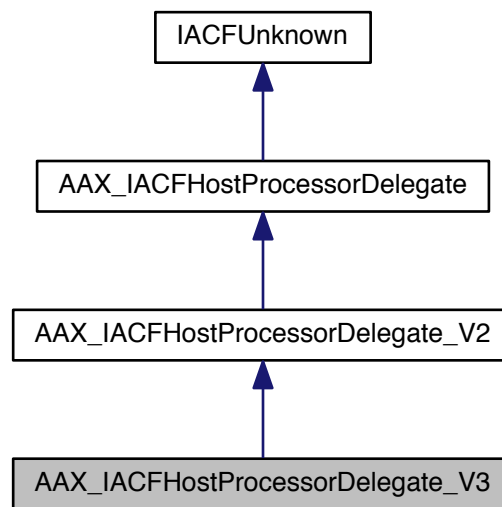 IACFUnknown
AAX_IACFHostProcessorDelegate
AAX_IACFHostProcessorDelegate_V2
AAX_IACFHostProcessorDelegate_V3